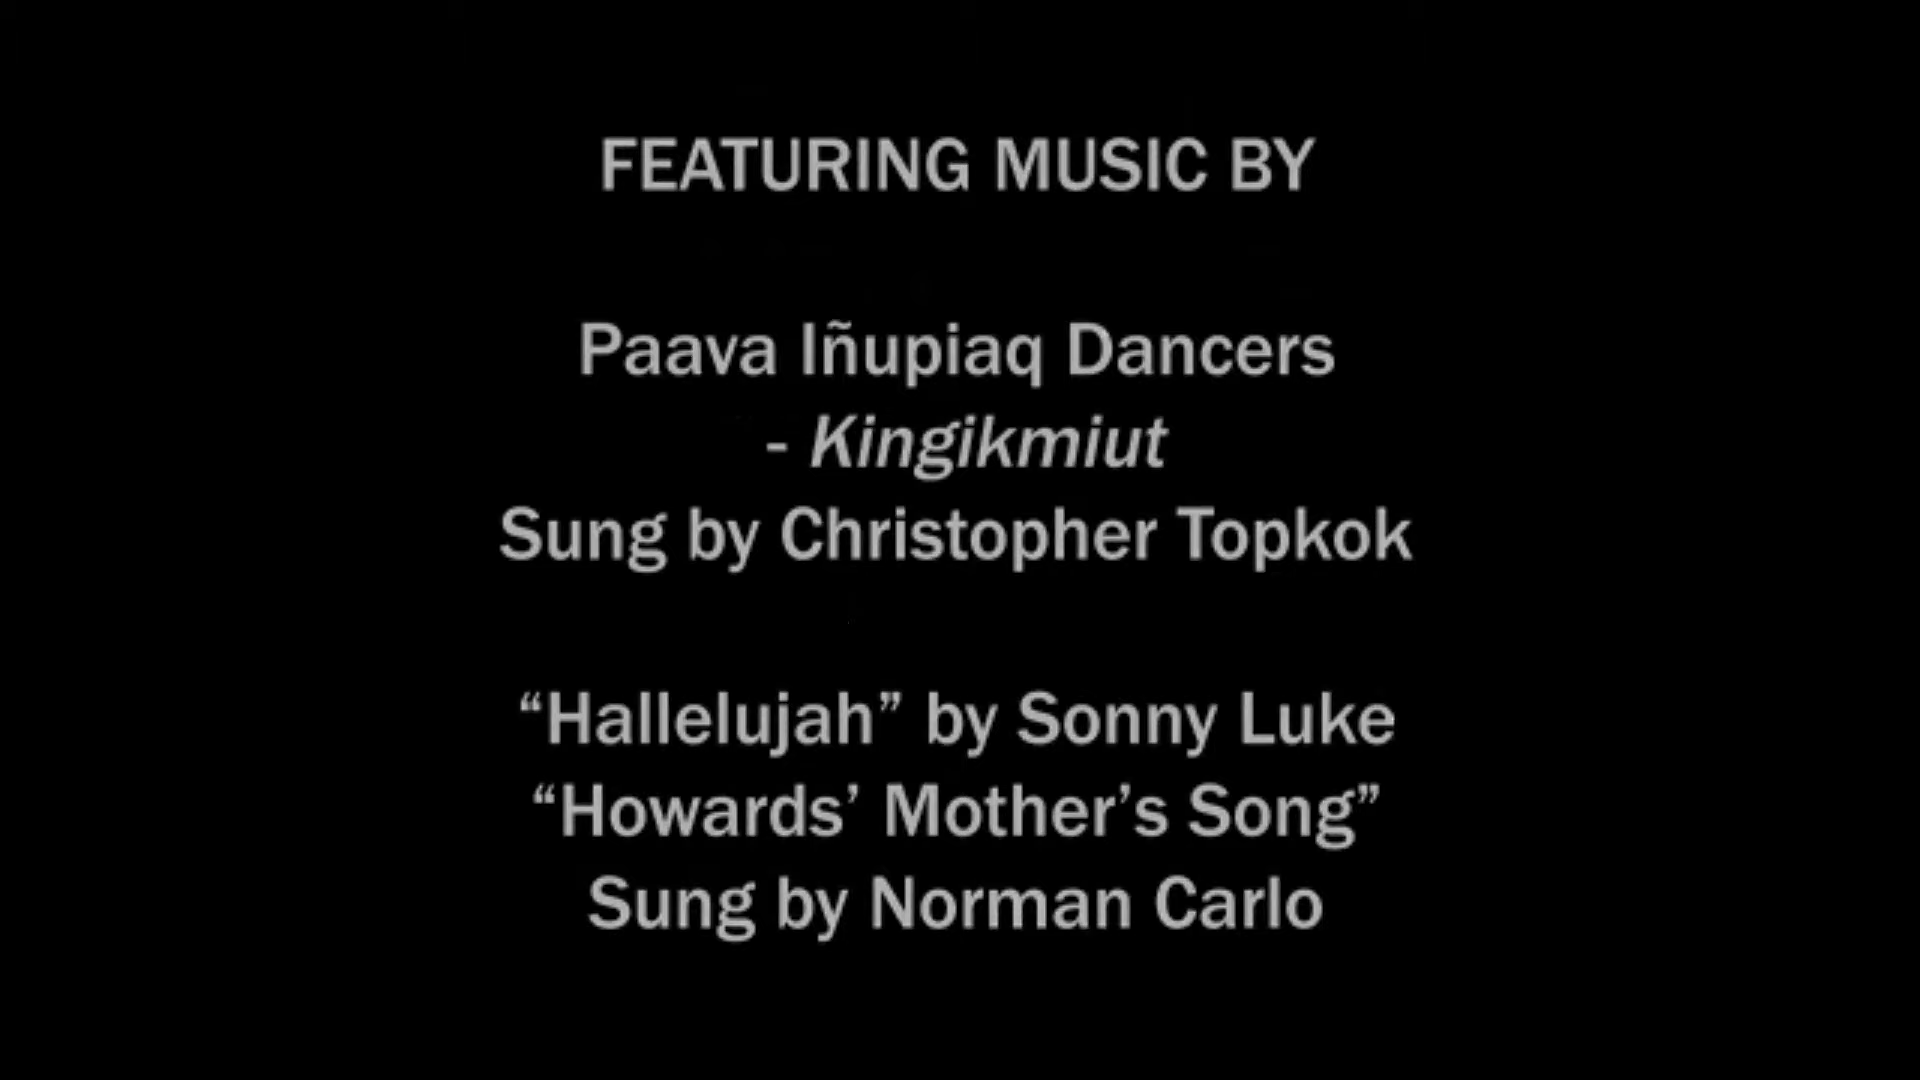 FEATURING MUSIC BY
Paava Iñupiaq Dancers
- Kingikmiut
Sung by Christopher Topkok
“Hallelujah” by Sonny Luke
“Howards’ Mother’s Song”
Sung by Norman Carlo